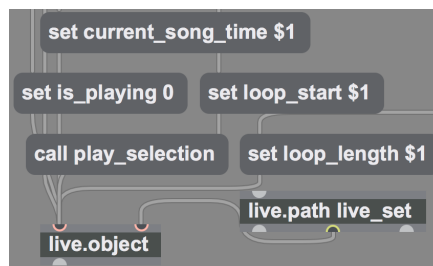 set current_song_time $1
set is_playing 0
set loop_start $1
call play_selection
set loop_length $1
live.path live_set
live.object